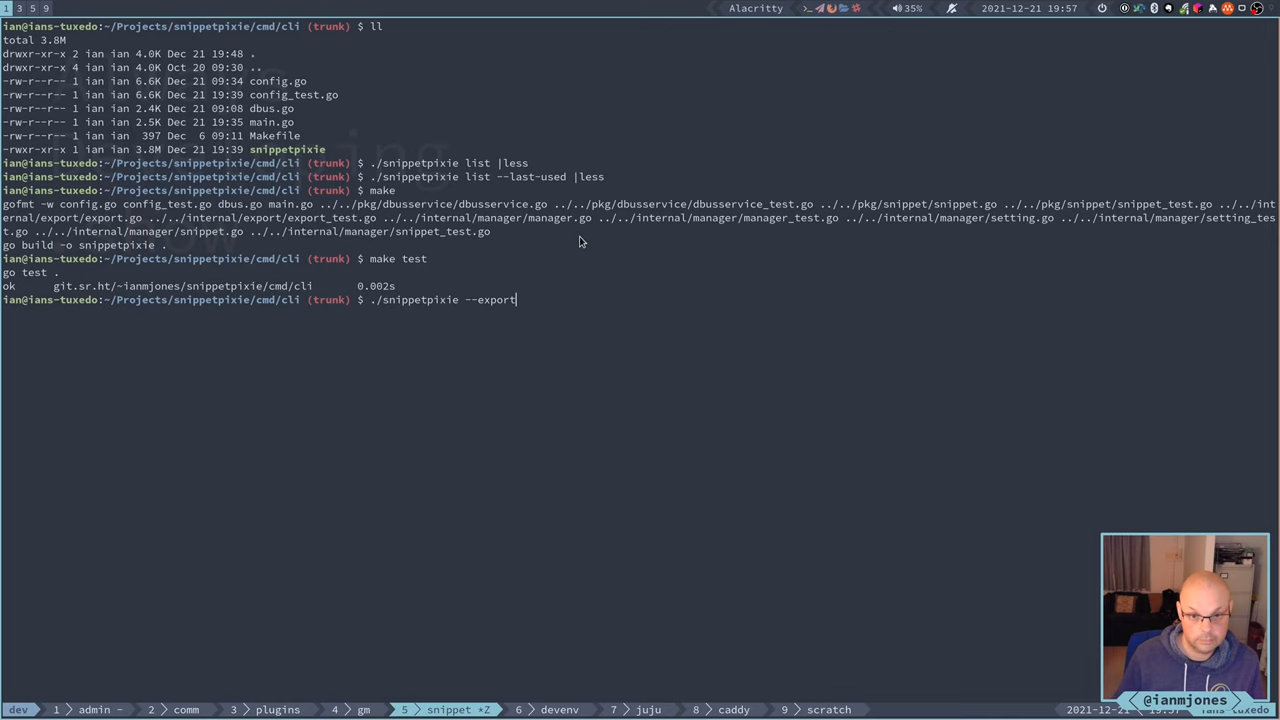 1 3 5 9 Alacritty 35% 2021-12-21 19:57
ian@ians-tuxedo:~/Projects/snippetpixie/cmd/cli (trunk) $ ll
total 3.8M
drwxr-xr-x 2 ian ian 4.0K Dec 21 19:48 .
drwxr-xr-x 4 ian ian 4.0K Oct 20 09:30 ..
-rw-r--r-- 1 ian ian 6.6K Dec 21 09:34 config.go
-rw-r--r-- 1 ian ian 6.6K Dec 21 19:39 config_test.go
-rw-r--r-- 1 ian ian 2.4K Dec 21 09:08 dbus.go
-rw-r--r-- 1 ian ian 2.5K Dec 21 19:35 main.go
-rw-r--r-- 1 ian ian  397 Dec  6 09:11 Makefile
-rwxr-xr-x 1 ian ian 3.8M Dec 21 19:39 snippetpixie
ian@ians-tuxedo:~/Projects/snippetpixie/cmd/cli (trunk) $ ./snippetpixie list |less
ian@ians-tuxedo:~/Projects/snippetpixie/cmd/cli (trunk) $ ./snippetpixie list --last-used |less
ian@ians-tuxedo:~/Projects/snippetpixie/cmd/cli (trunk) $ make
gofmt -w config.go config_test.go dbus.go main.go ../../pkg/dbusservice/dbusservice.go ../../pkg/dbusservice/dbusservice_test.go ../../pkg/snippet/snippet.go ../../pkg/snippet/snippet_test.go ../../int
ernal/export/export.go ../../internal/export/export_test.go ../../internal/manager/manager.go ../../internal/manager/manager_test.go ../../internal/manager/setting.go ../../internal/manager/setting_tes
t.go ../../internal/manager/snippet.go ../../internal/manager/snippet_test.go
go build -o snippetpixie .
ian@ians-tuxedo:~/Projects/snippetpixie/cmd/cli (trunk) $ make test
go test .
ok      git.sr.ht/~ianmjones/snippetpixie/cmd/cli       0.002s
ian@ians-tuxedo:~/Projects/snippetpixie/cmd/cli (trunk) $ ./snippetpixie --export
@ianmjones
dev 1 admin - 2 comm 3 plugins 4 gm 5 snippet *Z 6 devenv 7 juju 8 caddy 9 scratch 2021-12-21 tuxedo